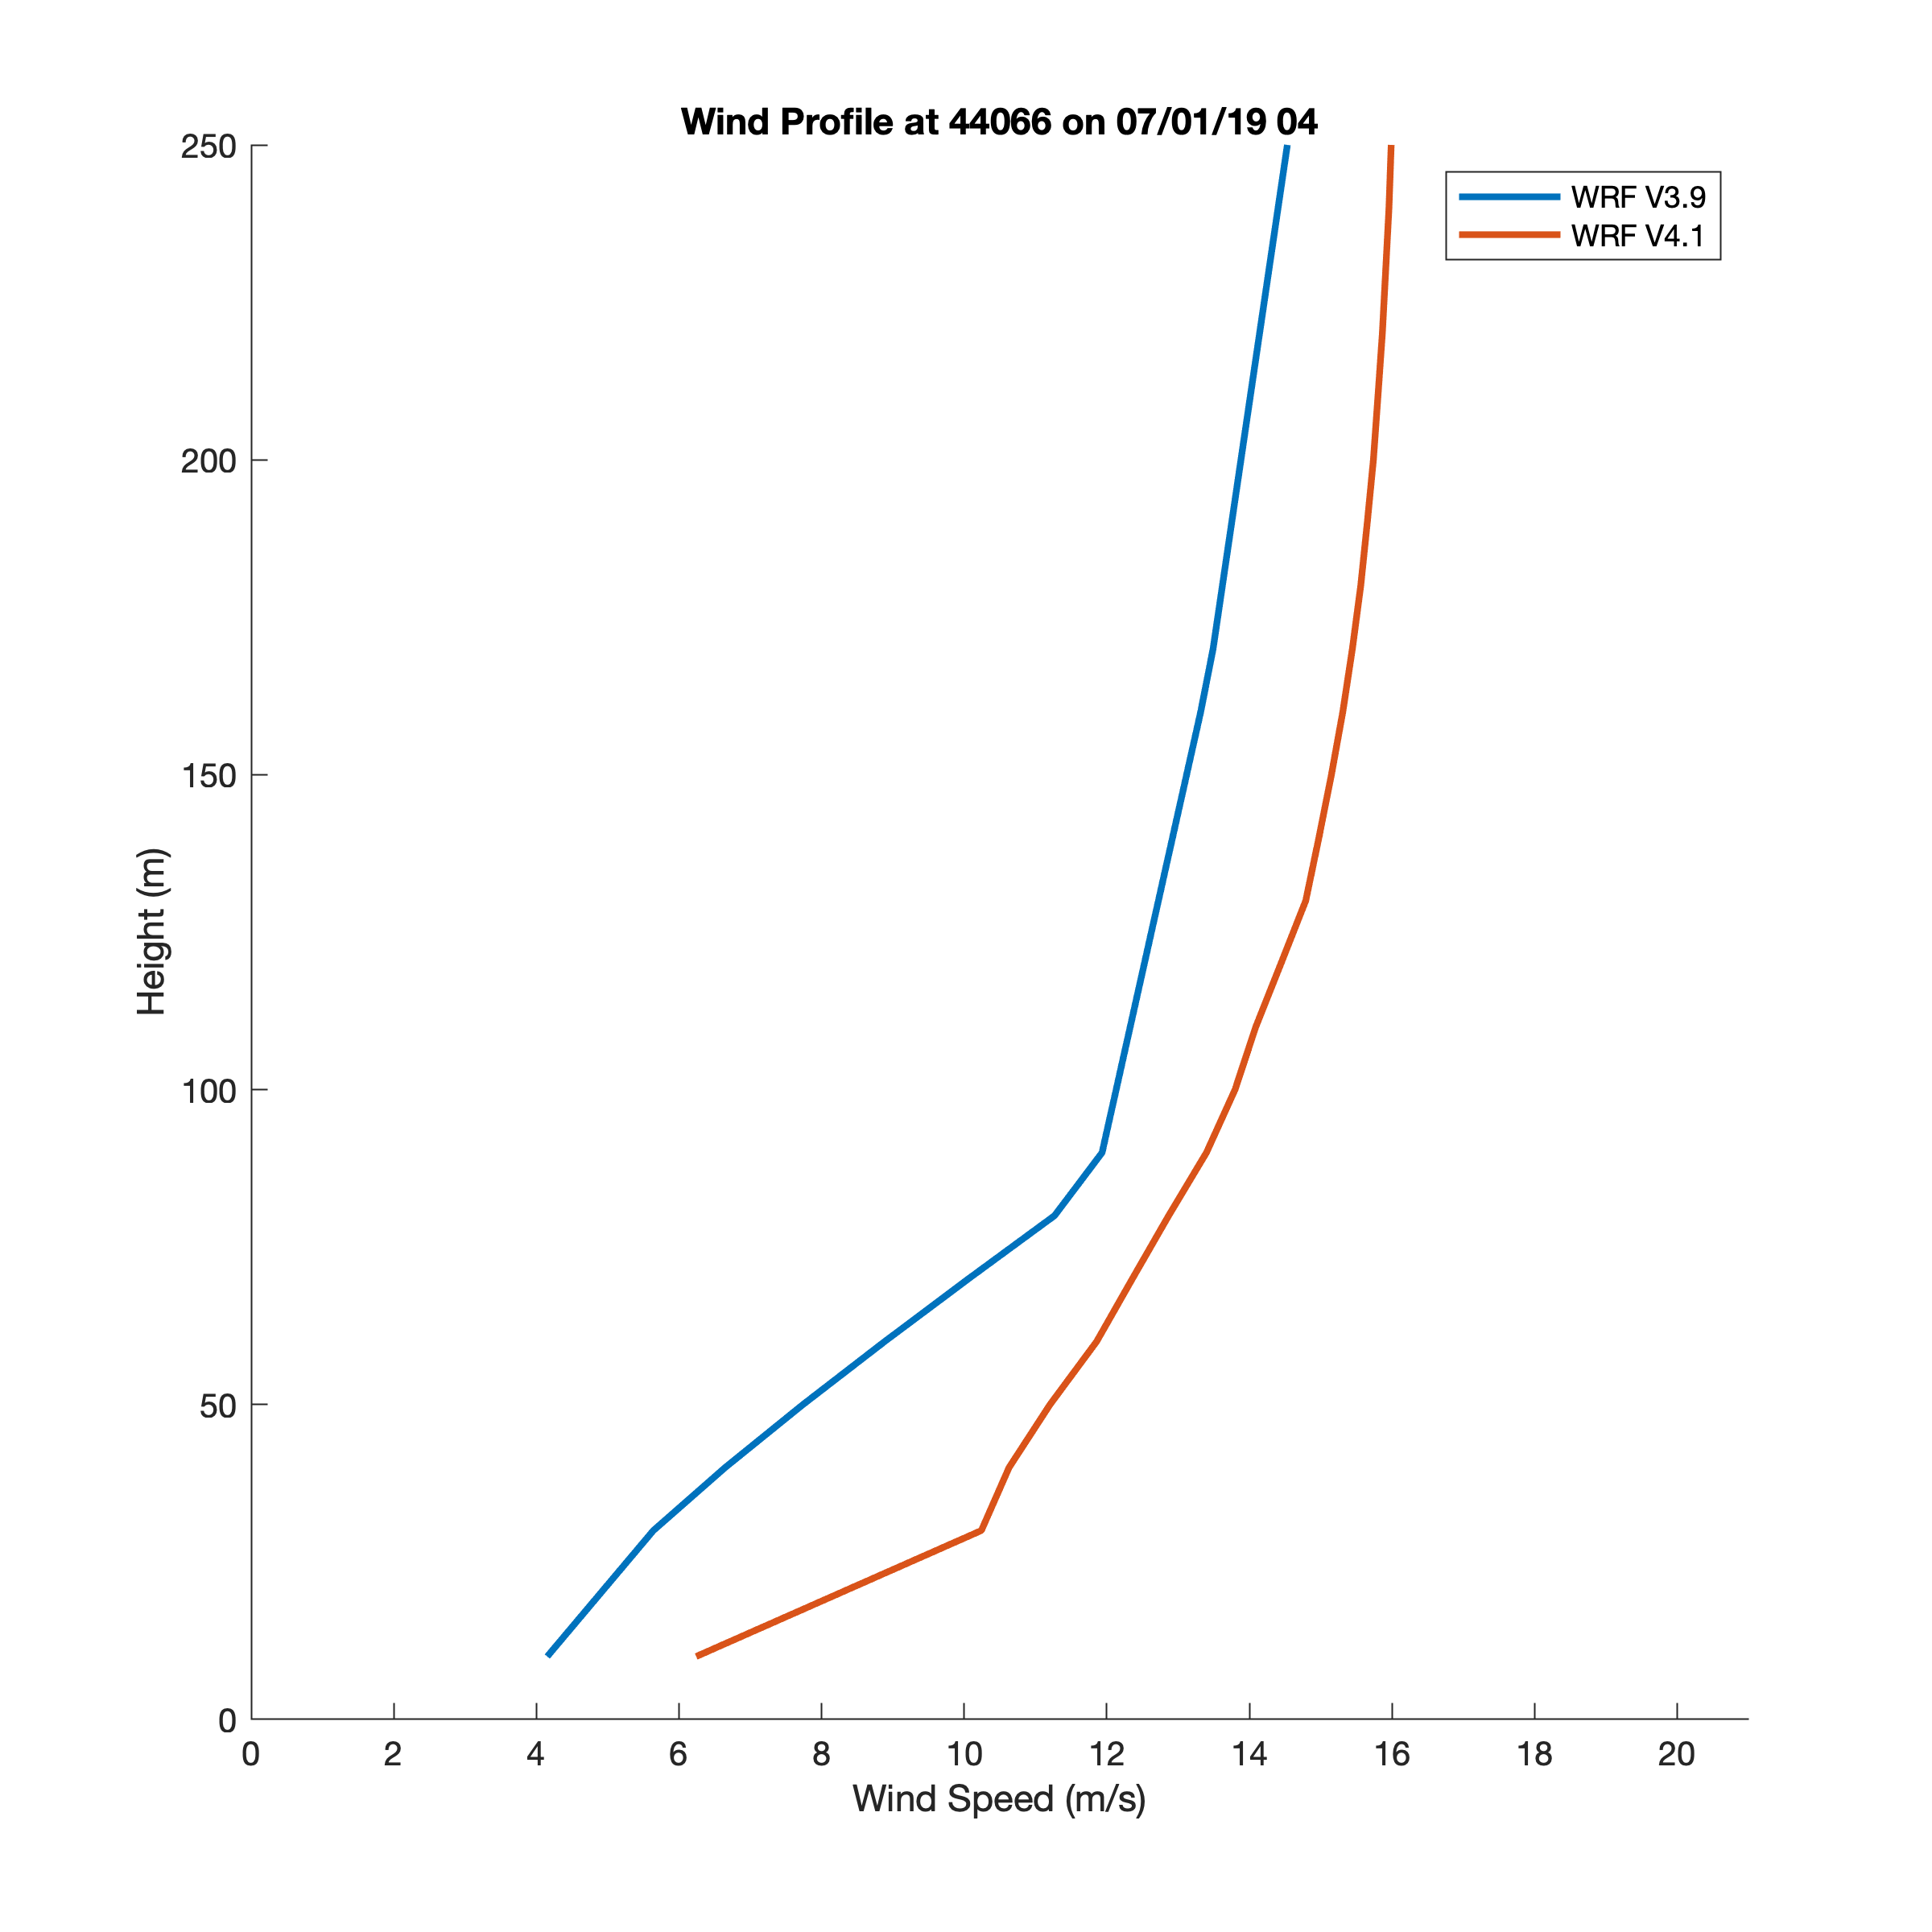 Wind Profile at 44066 on 07/01/19 04
WRF V3.9
WRF V4.1
250
200
150
100
50
0
Height (m)
0 2 4 6 8 10 12 14 16 18 20
Wind Speed (m/s)